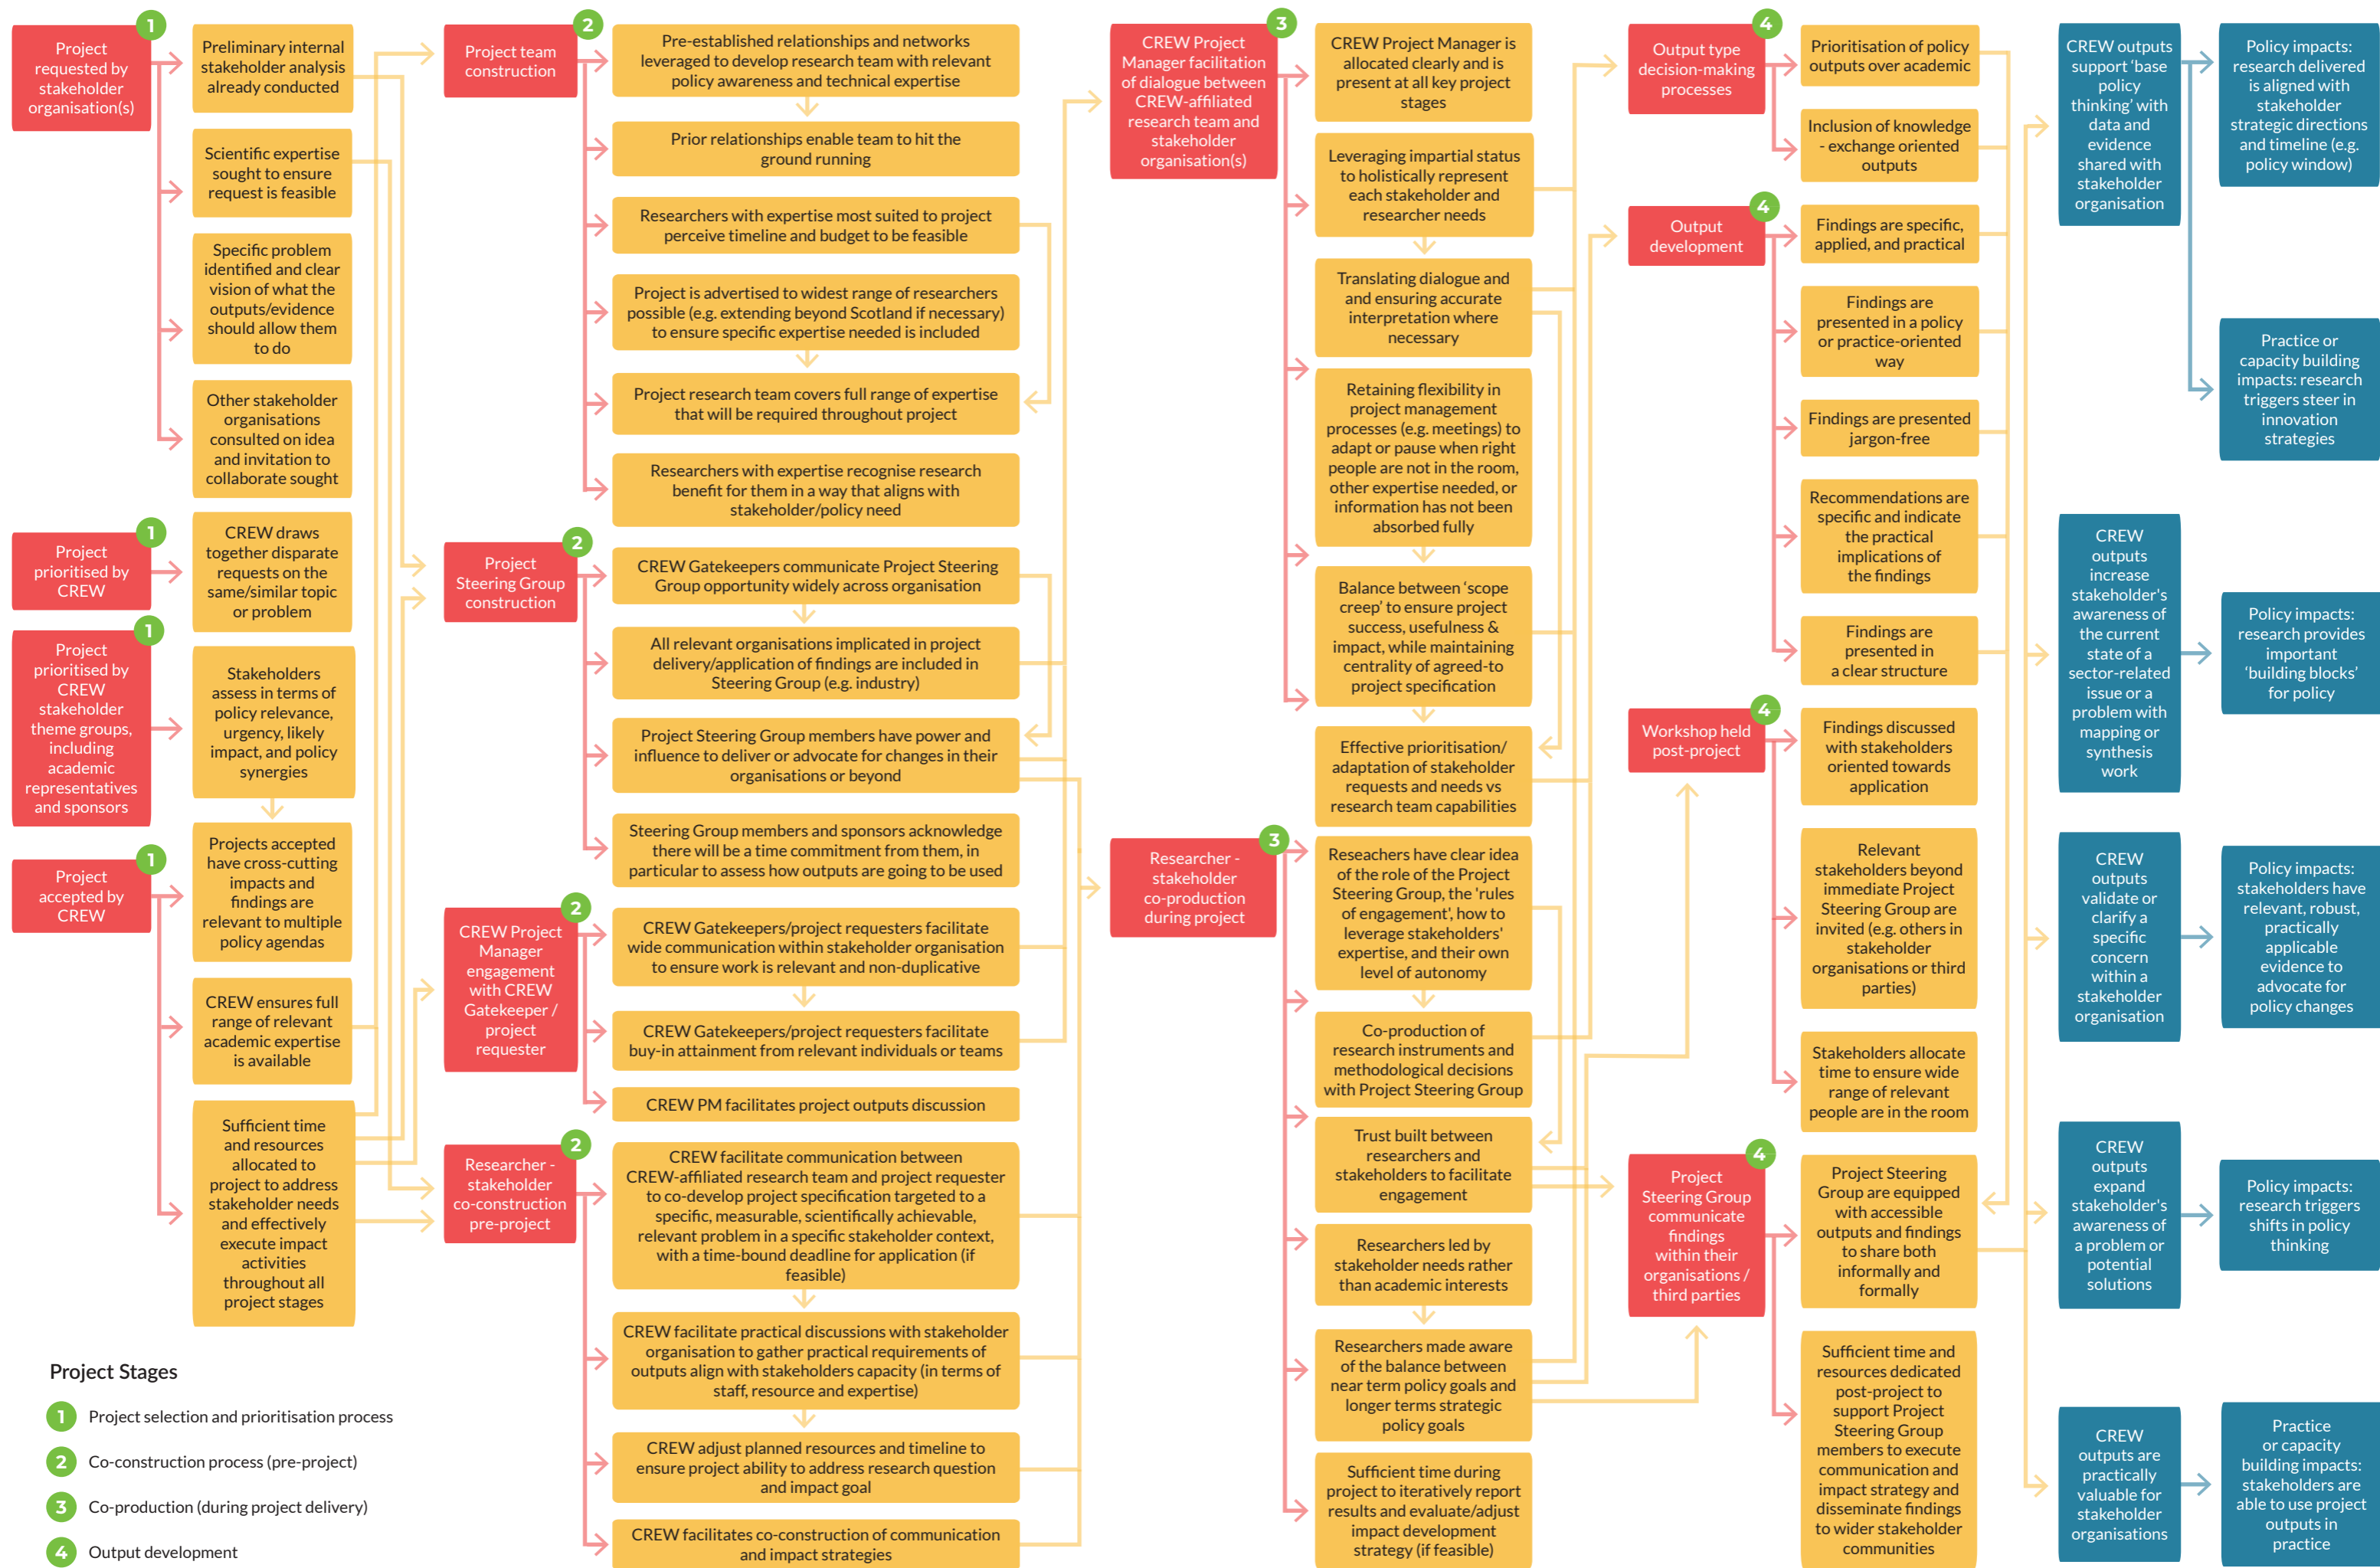 1
Project
requested by
stakeholder
organisation(s)
Preliminary internal
stakeholder analysis
already conducted
Scientific expertise
sought to ensure
request is feasible
Specific problem
identified and clear
vision of what the
outputs/evidence
should allow them
to do
Other stakeholder
organisations
consulted on idea
and invitation to
collaborate sought
1
Project
prioritised by
CREW
CREW draws
together disparate
requests on the
same/similar topic
or problem
1
Project
prioritised by
CREW
stakeholder
theme groups,
including
academic
representatives
and sponsors
Stakeholders
assess in terms of
policy relevance,
urgency, likely
impact, and policy
synergies
1
Project
accepted by
CREW
Projects accepted
have cross-cutting
impacts and
findings are
relevant to multiple
policy agendas
CREW ensures full
range of relevant
academic expertise
is available
Sufficient time
and resources
allocated to
project to address
stakeholder needs
and effectively
execute impact
activities
throughout all
project stages
Project Stages
1 Project selection and prioritisation process
2 Co-construction process (pre-project)
3 Co-production (during project delivery)
4 Output development
2
Project team
construction
Pre-established relationships and networks
leveraged to develop research team with relevant
policy awareness and technical expertise
Prior relationships enable team to hit the
ground running
Researchers with expertise most suited to project
perceive timeline and budget to be feasible
Project is advertised to widest range of researchers
possible (e.g. extending beyond Scotland if necessary)
to ensure specific expertise needed is included
Project research team covers full range of expertise
that will be required throughout project
Researchers with expertise recognise research
benefit for them in a way that aligns with
stakeholder/policy need
2
Project
Steering Group
construction
CREW Gatekeepers communicate Project Steering
Group opportunity widely across organisation
All relevant organisations implicated in project
delivery/application of findings are included in
Steering Group (e.g. industry)
Project Steering Group members have power and
influence to deliver or advocate for changes in their
organisations or beyond
Steering Group members and sponsors acknowledge
there will be a time commitment from them, in
particular to assess how outputs are going to be used
2
CREW Project
Manager
engagement
with CREW
Gatekeeper /
project
requester
CREW Gatekeepers/project requesters facilitate
wide communication within stakeholder organisation
to ensure work is relevant and non-duplicative
CREW Gatekeepers/project requesters facilitate
buy-in attainment from relevant individuals or teams
CREW PM facilitates project outputs discussion
2
Researcher -
stakeholder
co-construction
pre-project
CREW facilitate communication between
CREW-affiliated research team and project requester
to co-develop project specification targeted to a
specific, measurable, scientifically achievable,
relevant problem in a specific stakeholder context,
with a time-bound deadline for application (if
feasible)
CREW facilitate practical discussions with stakeholder
organisation to gather practical requirements of
outputs align with stakeholders capacity (in terms of
staff, resource and expertise)
CREW adjust planned resources and timeline to
ensure project ability to address research question
and impact goal
CREW facilitates co-construction of communication
and impact strategies
3
CREW Project
Manager facilitation
of dialogue between
CREW-affiliated
research team and
stakeholder
organisation(s)
CREW Project Manager is
allocated clearly and is
present at all key project
stages
Leveraging impartial status
to holistically represent
each stakeholder and
researcher needs
Translating dialogue and
and ensuring accurate
interpretation where
necessary
Retaining flexibility in
project management
processes (e.g. meetings) to
adapt or pause when right
people are not in the room,
other expertise needed, or
information has not been
absorbed fully
Balance between ‘scope
creep’ to ensure project
success, usefulness &
impact, while maintaining
centrality of agreed-to
project specification
Effective prioritisation/
adaptation of stakeholder
requests and needs vs
research team capabilities
3
Researcher -
stakeholder
co-production
during project
Reseachers have clear idea
of the role of the Project
Steering Group, the 'rules
of engagement', how to
leverage stakeholders'
expertise, and their own
level of autonomy
Co-production of
research instruments and
methodological decisions
with Project Steering Group
Trust built between
researchers and
stakeholders to facilitate
engagement
Researchers led by
stakeholder needs rather
than academic interests
Researchers made aware
of the balance between
near term policy goals and
longer terms strategic
policy goals
Sufficient time during
project to iteratively report
results and evaluate/adjust
impact development
strategy (if feasible)
4
Output type
decision-making
processes
Prioritisation of policy
outputs over academic
Inclusion of knowledge
- exchange oriented
outputs
4
Output
development
Findings are specific,
applied, and practical
Findings are
presented in a policy
or practice-oriented
way
Findings are presented
jargon-free
Recommendations are
specific and indicate
the practical
implications of
the findings
Findings are
presented in
a clear structure
4
Workshop held
post-project
Findings discussed
with stakeholders
oriented towards
application
Relevant
stakeholders beyond
immediate Project
Steering Group are
invited (e.g. others in
stakeholder
organisations or third
parties)
Stakeholders allocate
time to ensure wide
range of relevant
people are in the room
4
Project
Steering Group
communicate
findings
within their
organisations /
third parties
Project Steering
Group are equipped
with accessible
outputs and findings
to share both
informally and
formally
Sufficient time and
resources dedicated
post-project to
support Project
Steering Group
members to execute
communication and
impact strategy and
disseminate findings
to wider stakeholder
communities
CREW outputs
support ‘base
policy
thinking’ with
data and
evidence
shared with
stakeholder
organisation
Policy impacts:
research delivered
is aligned with
stakeholder
strategic directions
and timeline (e.g.
policy window)
Practice or
capacity building
impacts: research
triggers steer in
innovation
strategies
CREW
outputs
increase
stakeholder's
awareness of
the current
state of a
sector-related
issue or a
problem with
mapping or
synthesis
work
Policy impacts:
research provides
important
‘building blocks’
for policy
CREW
outputs
validate or
clarify a
specific
concern
within a
stakeholder
organisation
Policy impacts:
stakeholders have
relevant, robust,
practically
applicable
evidence to
advocate for
policy changes
CREW
outputs
expand
stakeholder's
awareness of
a problem or
potential
solutions
Policy impacts:
research triggers
shifts in policy
thinking
CREW
outputs are
practically
valuable for
stakeholder
organisations
Practice
or capacity
building impacts:
stakeholders are
able to use project
outputs in
practice